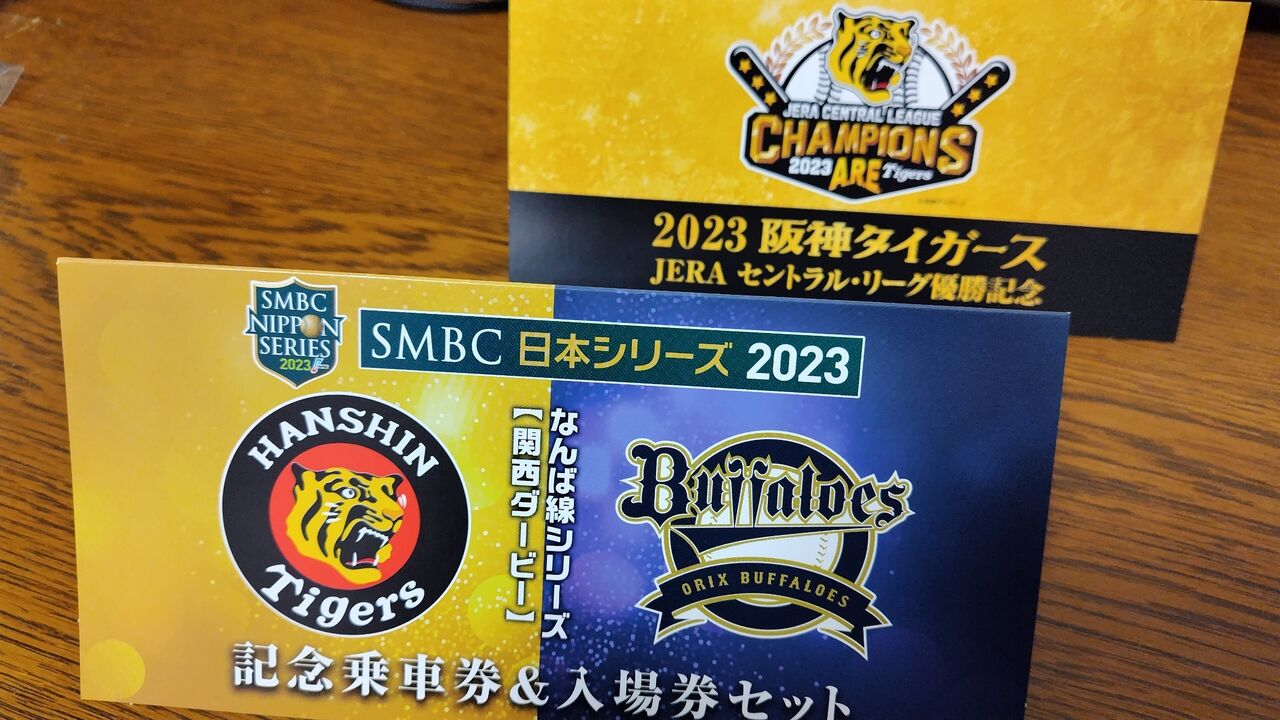 JERA CENTRAL LEAGUE
CHAMPIONS
2023 ARE Tigers
2023 阪神タイガース
JERA セントラル・リーグ優勝記念
SMBC
NIPPON
SERIES
2023
SMBC 日本シリーズ 2023
HANSHIN
Tigers
なんば線シリーズ
【関西ダービー】
Buffaloes
ORIX BUFFALOES
記念乗車券&入場券セット